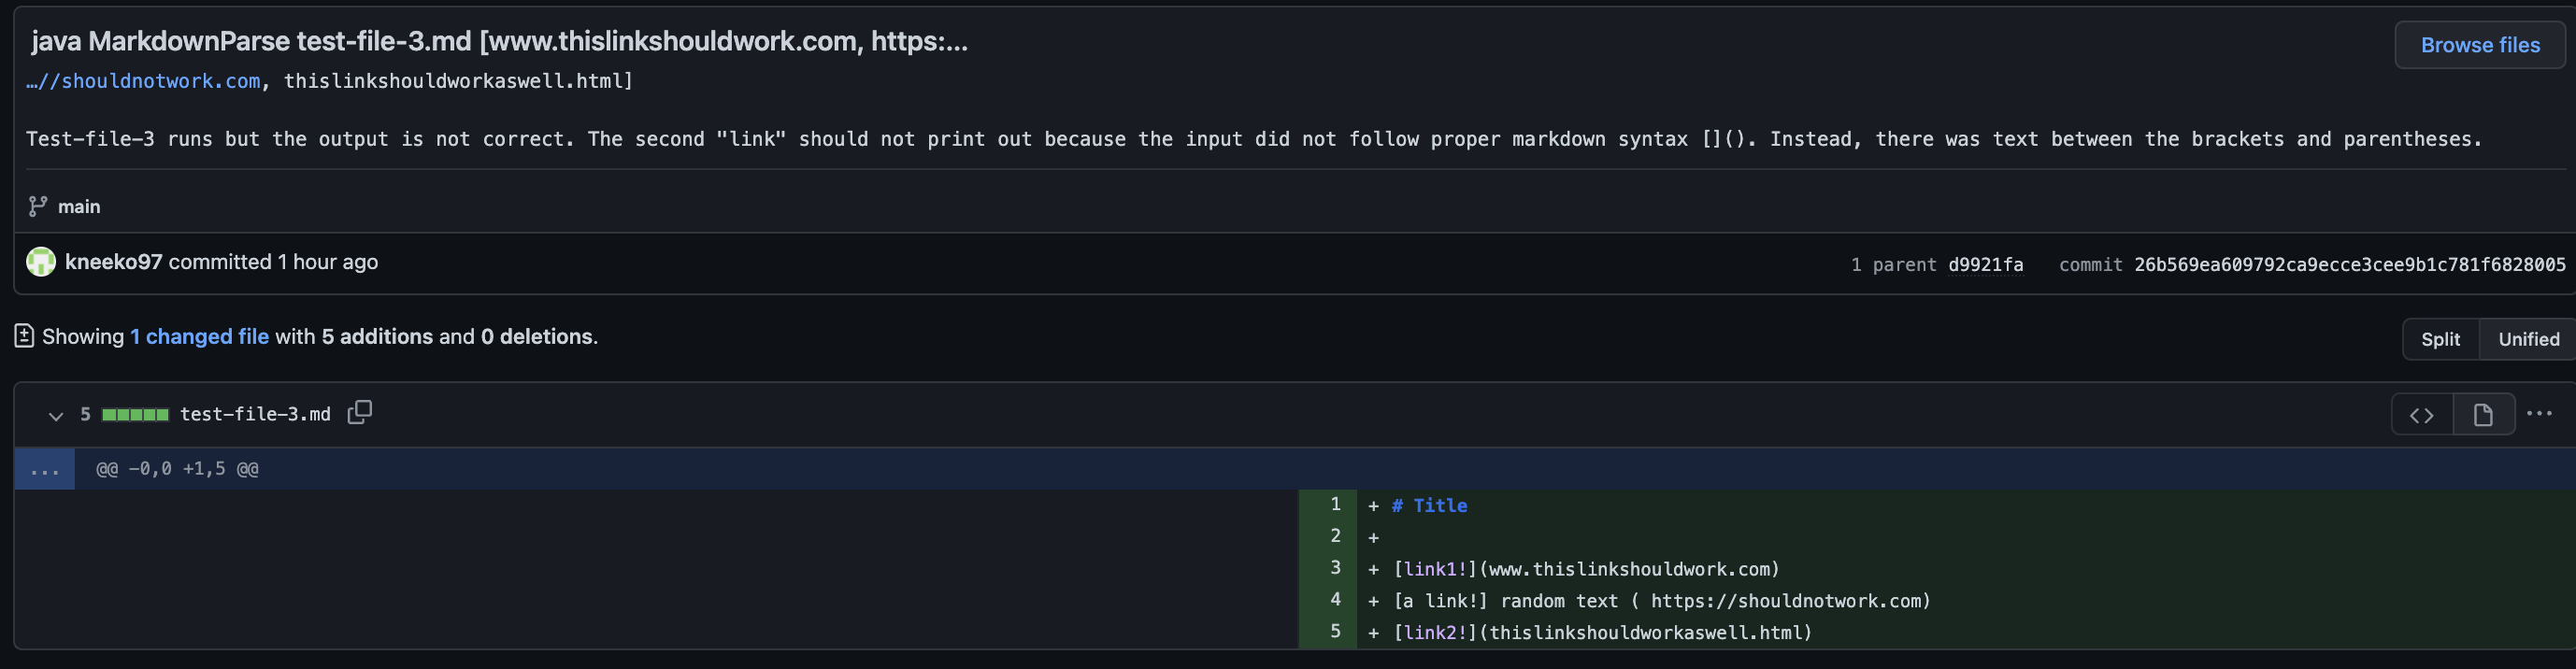 java MarkdownParse test-file-3.md [www.thislinkshouldwork.com, https:...
Browse files
…//shouldnotwork.com, thislinkshouldworkaswell.html]
Test-file-3 runs but the output is not correct. The second "link" should not print out because the input did not follow proper markdown syntax [](). Instead, there was text between the brackets and parentheses.
main
kneeko97 committed 1 hour ago
1 parent d9921fa commit 26b569ea609792ca9ecce3cee9b1c781f6828005
Showing 1 changed file with 5 additions and 0 deletions.
Split Unified
5 test-file-3.md
... @@ -0,0 +1,5 @@
1 + # Title
2 +
3 + [link1!](www.thislinkshouldwork.com)
4 + [a link!] random text ( https://shouldnotwork.com)
5 + [link2!](thislinkshouldworkaswell.html)